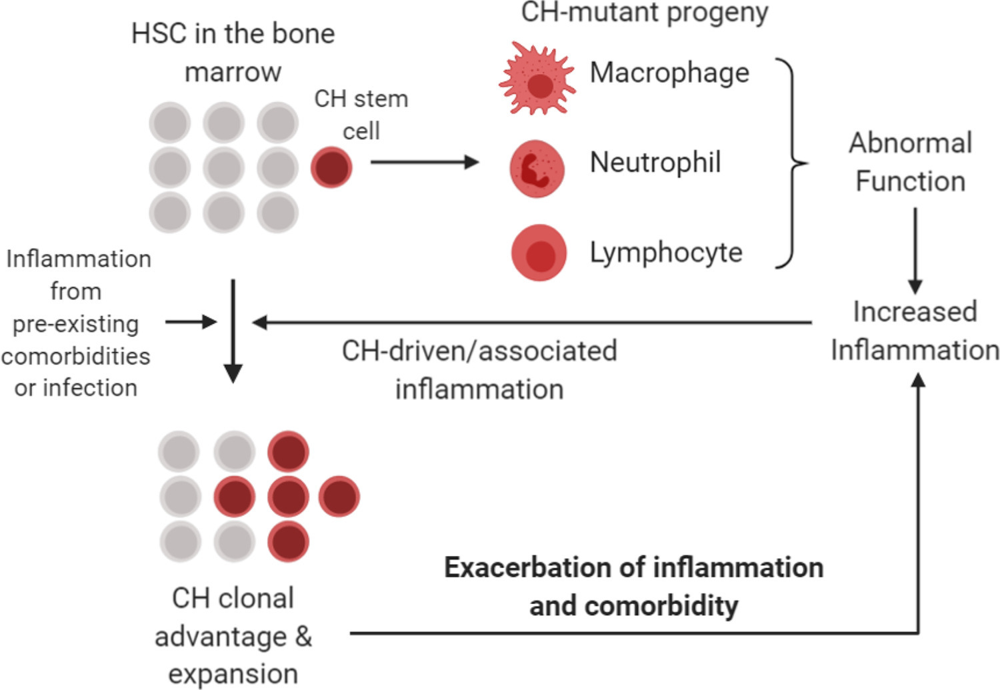 HSC in the bone
marrow
CH stem
cell
CH-mutant progeny
Macrophage
Neutrophil
Lymphocyte
Abnormal
Function
Increased
Inflammation
Inflammation
from
pre-existing
comorbidities
or infection
CH-driven/associated
inflammation
CH clonal
advantage &
expansion
Exacerbation of inflammation
and comorbidity